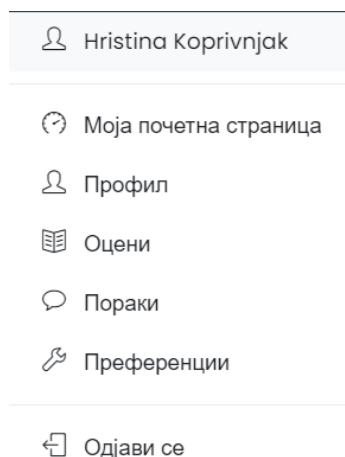 Hristina Koprivnjak
Моја почетна страница
Профил
Оцени
Пораки
Преференции
Одјави се